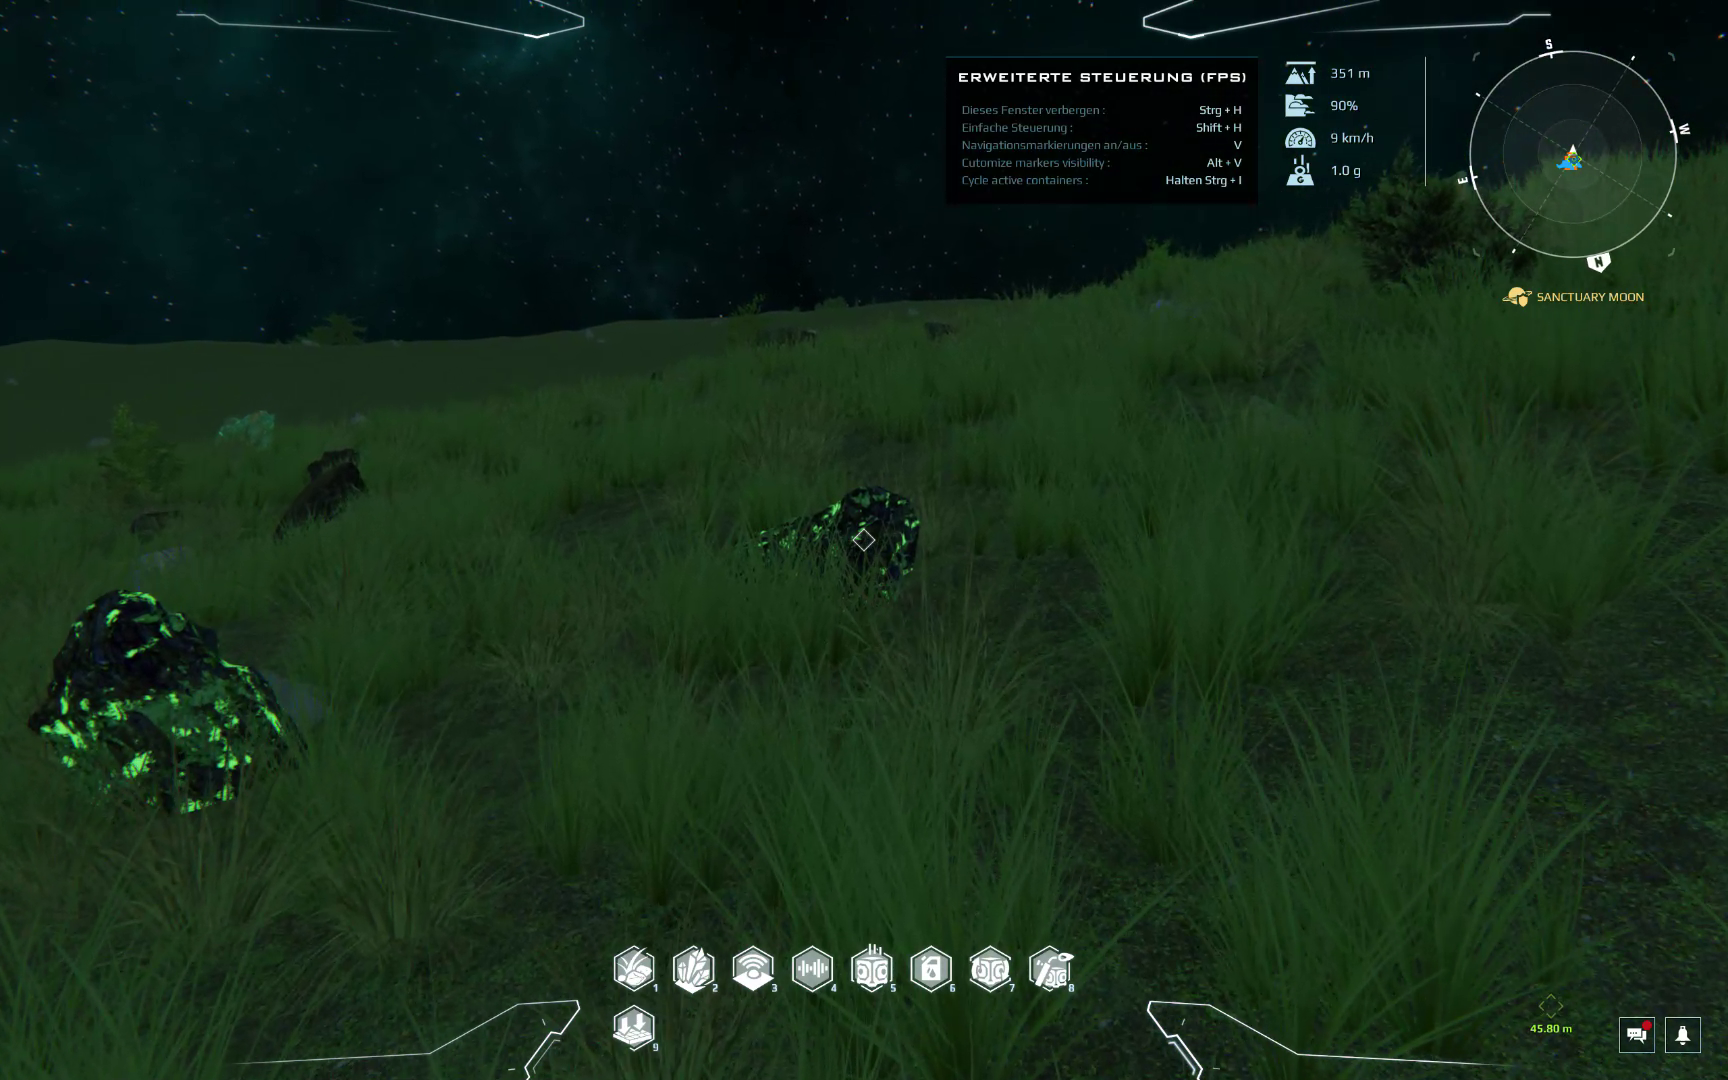 ERWEITERTE STEUERUNG (FPS)
Dieses Fenster verbergen : Strg + H
Einfache Steuerung : Shift + H
Navigationsmarkierungen an/aus : V
Cutomize markers visibility : Alt + V
Cycle active containers : Halten Strg + I
351 m
90%
9 km/h
1.0 g
G
S
W
E
N
SANCTUARY MOON
1
2
3
4
5
6
7
8
9
45.80 m